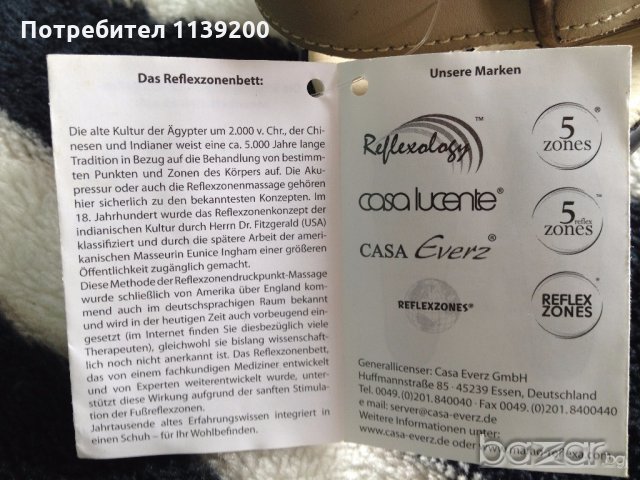 Потребител 1139200
Das Reflexzonenbett:
Die alte Kultur der Ägypter um 2.000 v. Chr., der Chi-
nesen und Indianer weist eine ca. 5.000 Jahre lange
Tradition in Bezug auf die Behandlung von bestimm-
ten Punkten und Zonen des Körpers auf. Die Aku-
pressur oder auch die Reflexzonenmassage gehören
hier sicherlich zu den bekanntesten Konzepten. Im
18. Jahrhundert wurde das Reflexzonenkonzept der
indianischen Kultur durch Herrn Dr. Fitzgerald (USA)
klassifiziert und durch die spätere Arbeit der ameri-
kanischen Masseurin Eunice Ingham einer größeren
Öffentlichkeit zugänglich gemacht.
Diese Methode der Reflexzonendruckpunkt-Massage
wurde schließlich von Amerika über England kom-
mend auch im deutschsprachigen Raum bekannt
und wird in der heutigen Zeit auch vorbeugend ein-
gesetzt (im Internet finden Sie diesbezüglich viele
Therapeuten), gleichwohl sie bislang wissenschaft-
lich noch nicht anerkannt ist. Das Reflexzonenbett,
das von einem fachkundigen Mediziner entwickelt
und von Experten weiterentwickelt wurde, unter-
stützt diese Wirkung aufgrund der sanften Stimula-
tion der Fußreflexzonen.
Jahrtausende altes Erfahrungswissen integriert in
einen Schuh – für Ihr Wohlbefinden.
Unsere Marken
Reflexology™
5 zones®
casa lucente®
5 reflex zones™
CASA Everz®
REFLEXZONES®
REFLEX ZONES®
Generallicenser: Casa Everz GmbH
Huffmannstraße 85 · 45239 Essen, Deutschland
Tel. 0049.(0)201.840040 · Fax 0049.(0)201.8400440
e mail: server@casa-everz.de
Weitere Informationen unter:
www.casa-everz.de oder
bazar.bg